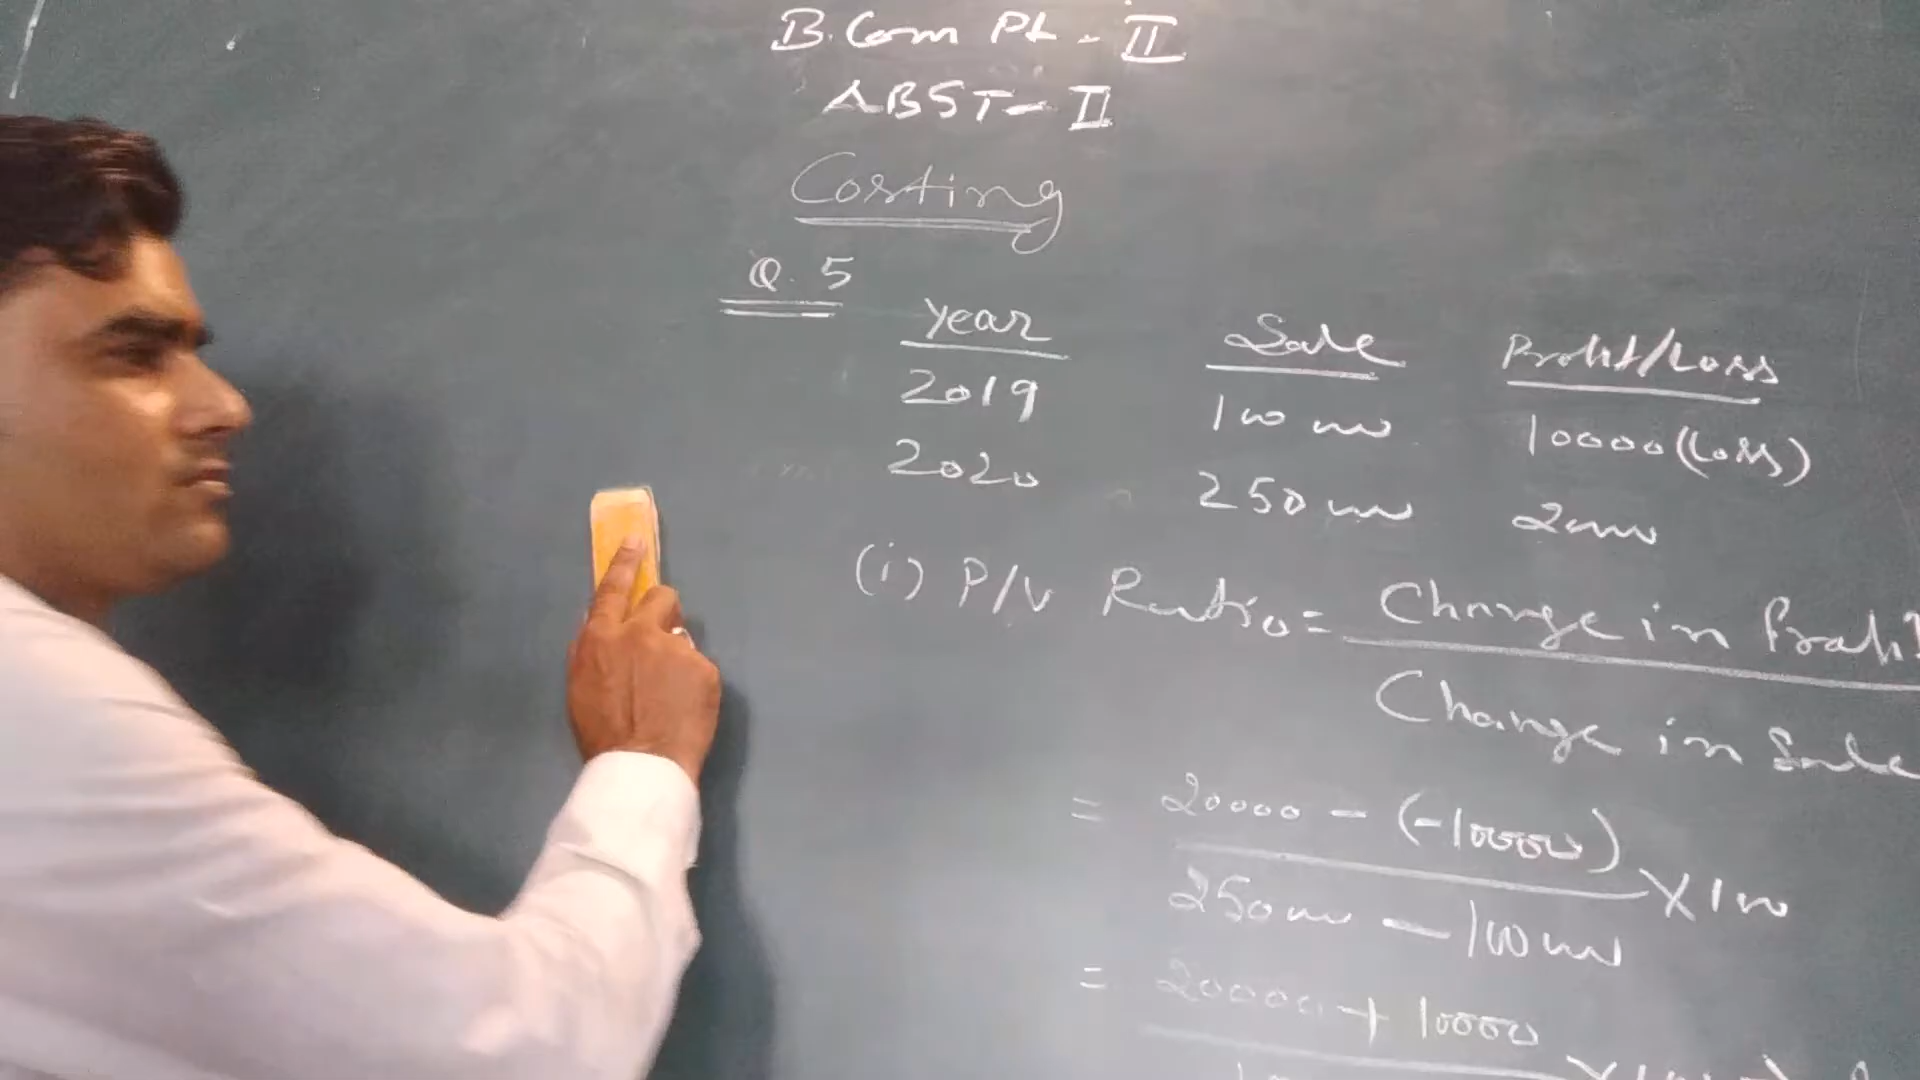 B.Com Pt - II
ABST - II
Costing
Q. 5
Year Sale Profit/Loss
2019 100000 10000 (Loss)
2020 250000 20000
(i) P/V Ratio = Change in Profit
Change in Sale
= 20000 - (-10000)
250000 - 100000 X 100
= 20000 + 10000